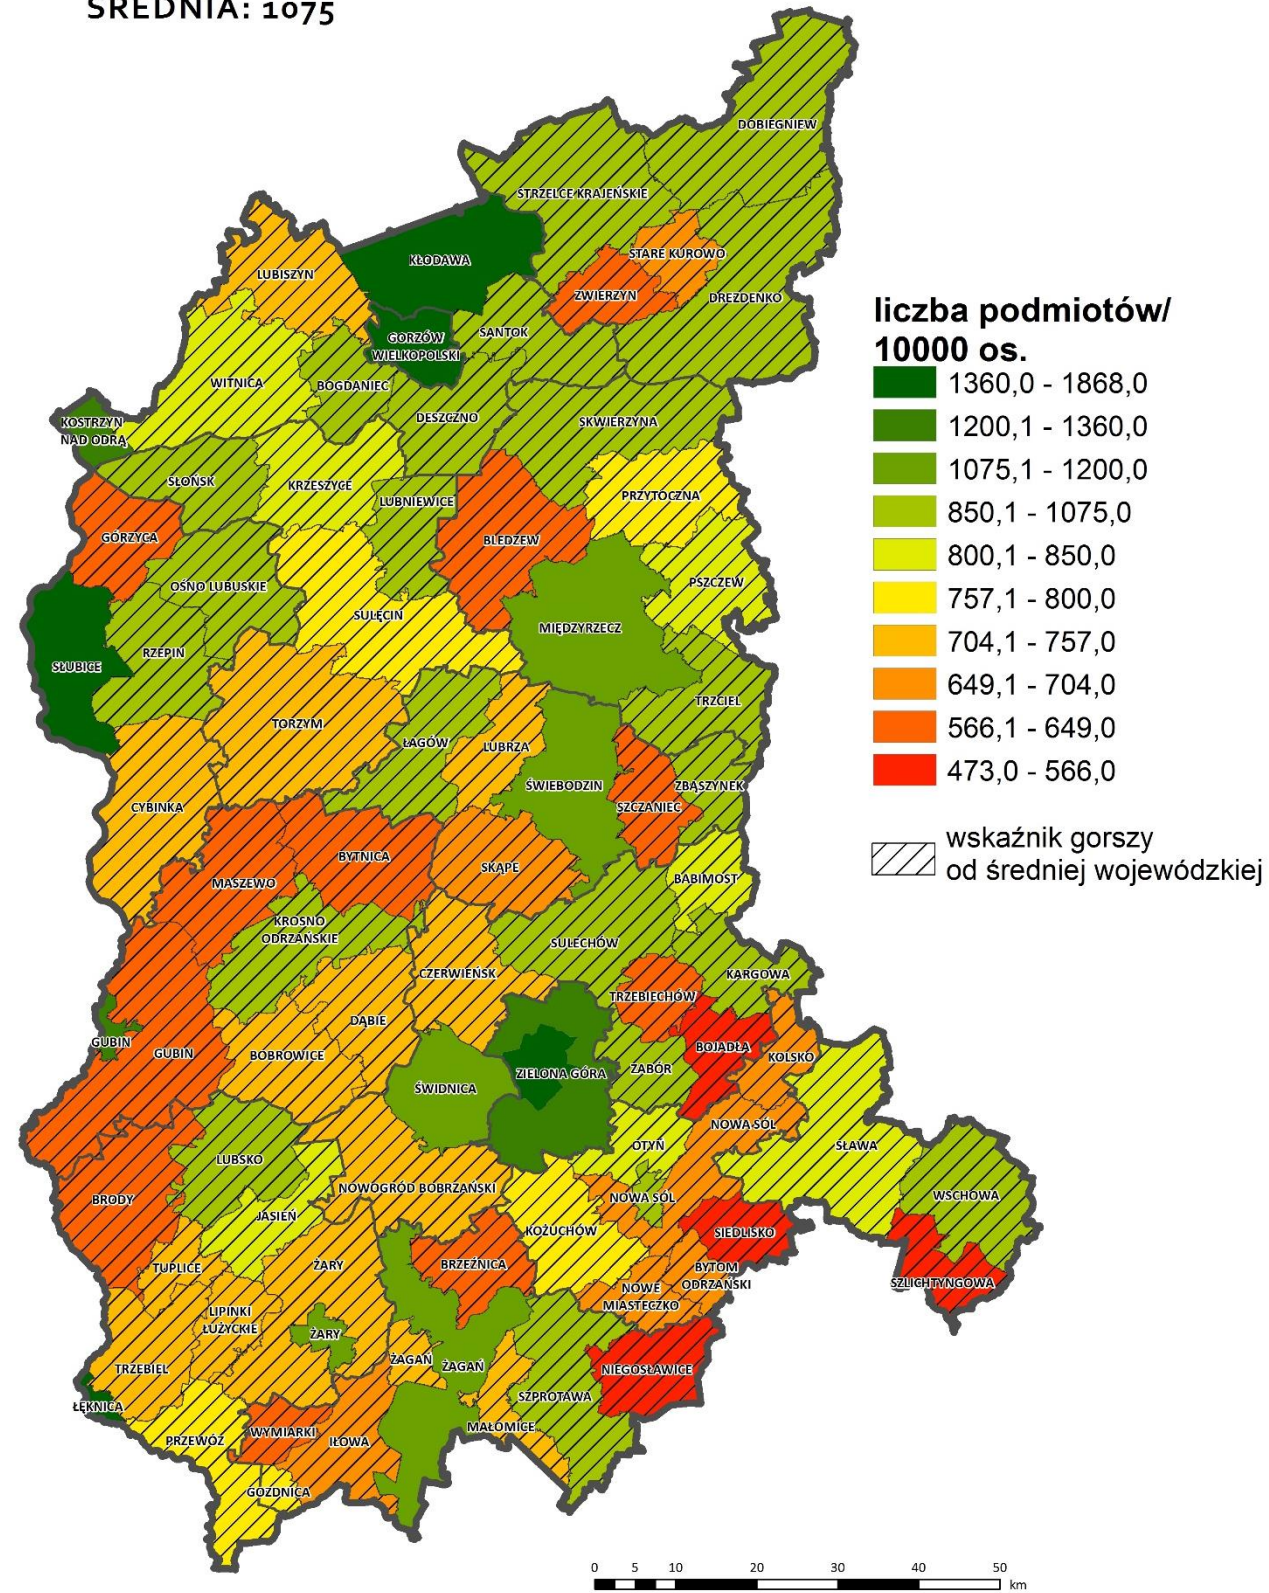 ŚREDNIA: 1075
DOBIEGNIEW
STRZELCE KRAJEŃSKIE
STARE KUROWO
KŁODAWA
LUBISZYN
ZWIERZYN
DREZDENKO
SANTOK
GORZÓW
WIELKOPOLSKI
WITNICA
BOGDANIEC
DESZCZNO
SKWIERZYNA
KOSTRZYN
NAD ODRĄ
SŁOŃSK
KRZESZYCE
LUBNIEWICE
PRZYTOCZNA
GÓRZYCA
BLEDZEW
OŚNO LUBUSKIE
PSZCZEW
SULĘCIN
MIĘDZYRZECZ
RZEPIN
SŁUBICE
TRZCIEL
TORZYM
ŁAGÓW
LUBRZA
ŚWIEBODZIN
ZBĄSZYNEK
CYBINKA
SZCZANIEC
BYTNICA
SKĄPE
MASZEWO
BABIMOST
KROSNO
ODRZAŃSKIE
SULECHÓW
CZERWIEŃSK
KARGOWA
TRZEBIECHÓW
DĄBIE
GUBIN
GUBIN
BOBROWICE
BOJADŁA
KOLSKO
ZIELONA GÓRA
ZABÓR
ŚWIDNICA
NOWA SÓL
OTYŃ
SŁAWA
LUBSKO
NOWOGRÓD BOBRZAŃSKI
NOWA SÓL
WSCHOWA
BRODY
JASIEŃ
KOŻUCHÓW
SIEDLISKO
TUPLICE
ŻARY
BRZEŹNICA
BYTOM
ODRZAŃSKI
NOWE
MIASTECZKO
SZLICHTYNGOWA
LIPINKI
ŁUŻYCKIE
ŻARY
TRZEBIEL
ŻAGAŃ
ŻAGAŃ
NIEGOSŁAWICE
SZPROTAWA
ŁĘKNICA
MAŁOMICE
PRZEWÓZ
WYMIARKI
IŁOWA
GOZDNICA
liczba podmiotów/
10000 os.
1360,0 - 1868,0
1200,1 - 1360,0
1075,1 - 1200,0
850,1 - 1075,0
800,1 - 850,0
757,1 - 800,0
704,1 - 757,0
649,1 - 704,0
566,1 - 649,0
473,0 - 566,0
wskaźnik gorszy
od średniej wojewódzkiej
0 5 10 20 30 40 50
km